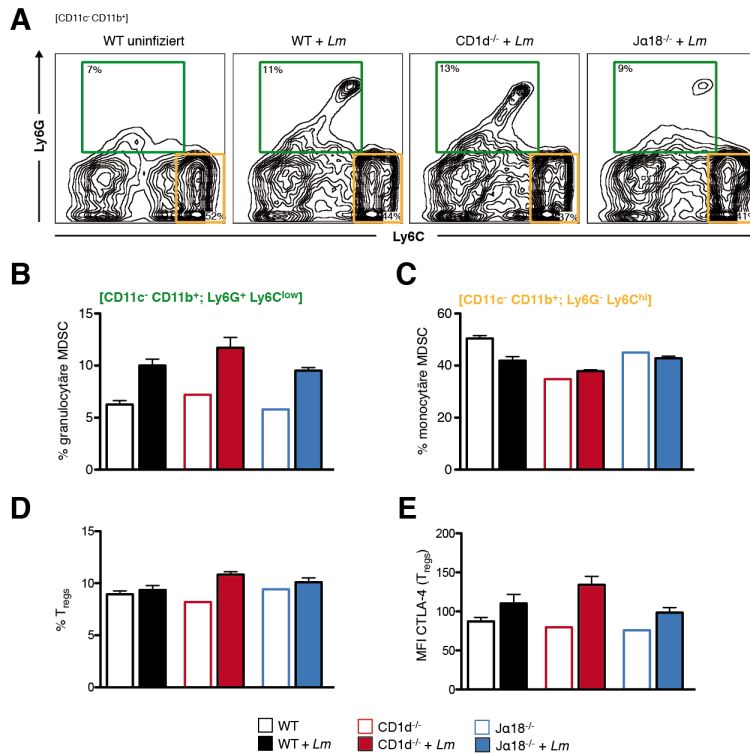 A
[CD11c⁻ CD11b⁺]
WT uninfiziert
WT + Lm
CD1d⁻/⁻ + Lm
Jα18⁻/⁻ + Lm
7%
11%
13%
9%
Ly6G
52%
44%
37%
41%
Ly6C
B
[CD11c⁻ CD11b⁺; Ly6G⁺ Ly6Cˡᵒʷ]
% granulocytäre MDSC
15
10
5
0
C
[CD11c⁻ CD11b⁺; Ly6G⁻ Ly6Cʰⁱ]
% monocytäre MDSC
60
40
20
0
D
% Tregs
15
10
5
0
E
MFI CTLA-4 (Tregs)
200
150
100
50
0
WT
CD1d⁻/⁻
Jα18⁻/⁻
WT + Lm
CD1d⁻/⁻ + Lm
Jα18⁻/⁻ + Lm